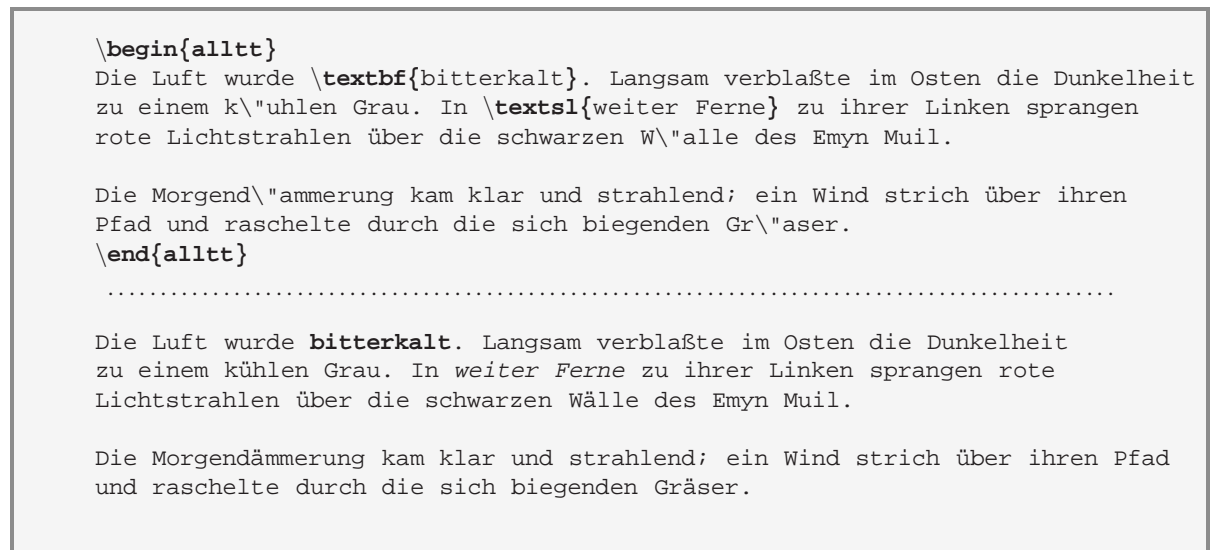 \begin{alltt}
Die Luft wurde \textbf{bitterkalt}. Langsam verblaßte im Osten die Dunkelheit
zu einem k\"uhlen Grau. In \textsl{weiter Ferne} zu ihrer Linken sprangen
rote Lichtstrahlen über die schwarzen W\"alle des Emyn Muil.

Die Morgend\"ammerung kam klar und strahlend; ein Wind strich über ihren
Pfad und raschelte durch die sich biegenden Gr\"aser.
\end{alltt}
................................................................................................
Die Luft wurde bitterkalt. Langsam verblaßte im Osten die Dunkelheit
zu einem kühlen Grau. In weiter Ferne zu ihrer Linken sprangen rote
Lichtstrahlen über die schwarzen Wälle des Emyn Muil.

Die Morgendämmerung kam klar und strahlend; ein Wind strich über ihren Pfad
und raschelte durch die sich biegenden Gräser.